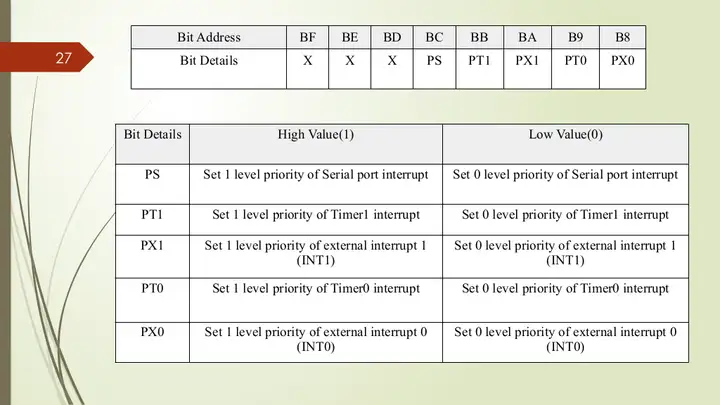 27
Bit Address BF BE BD BC BB BA B9 B8
Bit Details X X X PS PT1 PX1 PT0 PX0
Bit Details High Value(1) Low Value(0)
PS Set 1 level priority of Serial port interrupt Set 0 level priority of Serial port interrupt
PT1 Set 1 level priority of Timer1 interrupt Set 0 level priority of Timer1 interrupt
PX1 Set 1 level priority of external interrupt 1 Set 0 level priority of external interrupt 1
(INT1) (INT1)
PT0 Set 1 level priority of Timer0 interrupt Set 0 level priority of Timer0 interrupt
PX0 Set 1 level priority of external interrupt 0 Set 0 level priority of external interrupt 0
(INT0) (INT0)